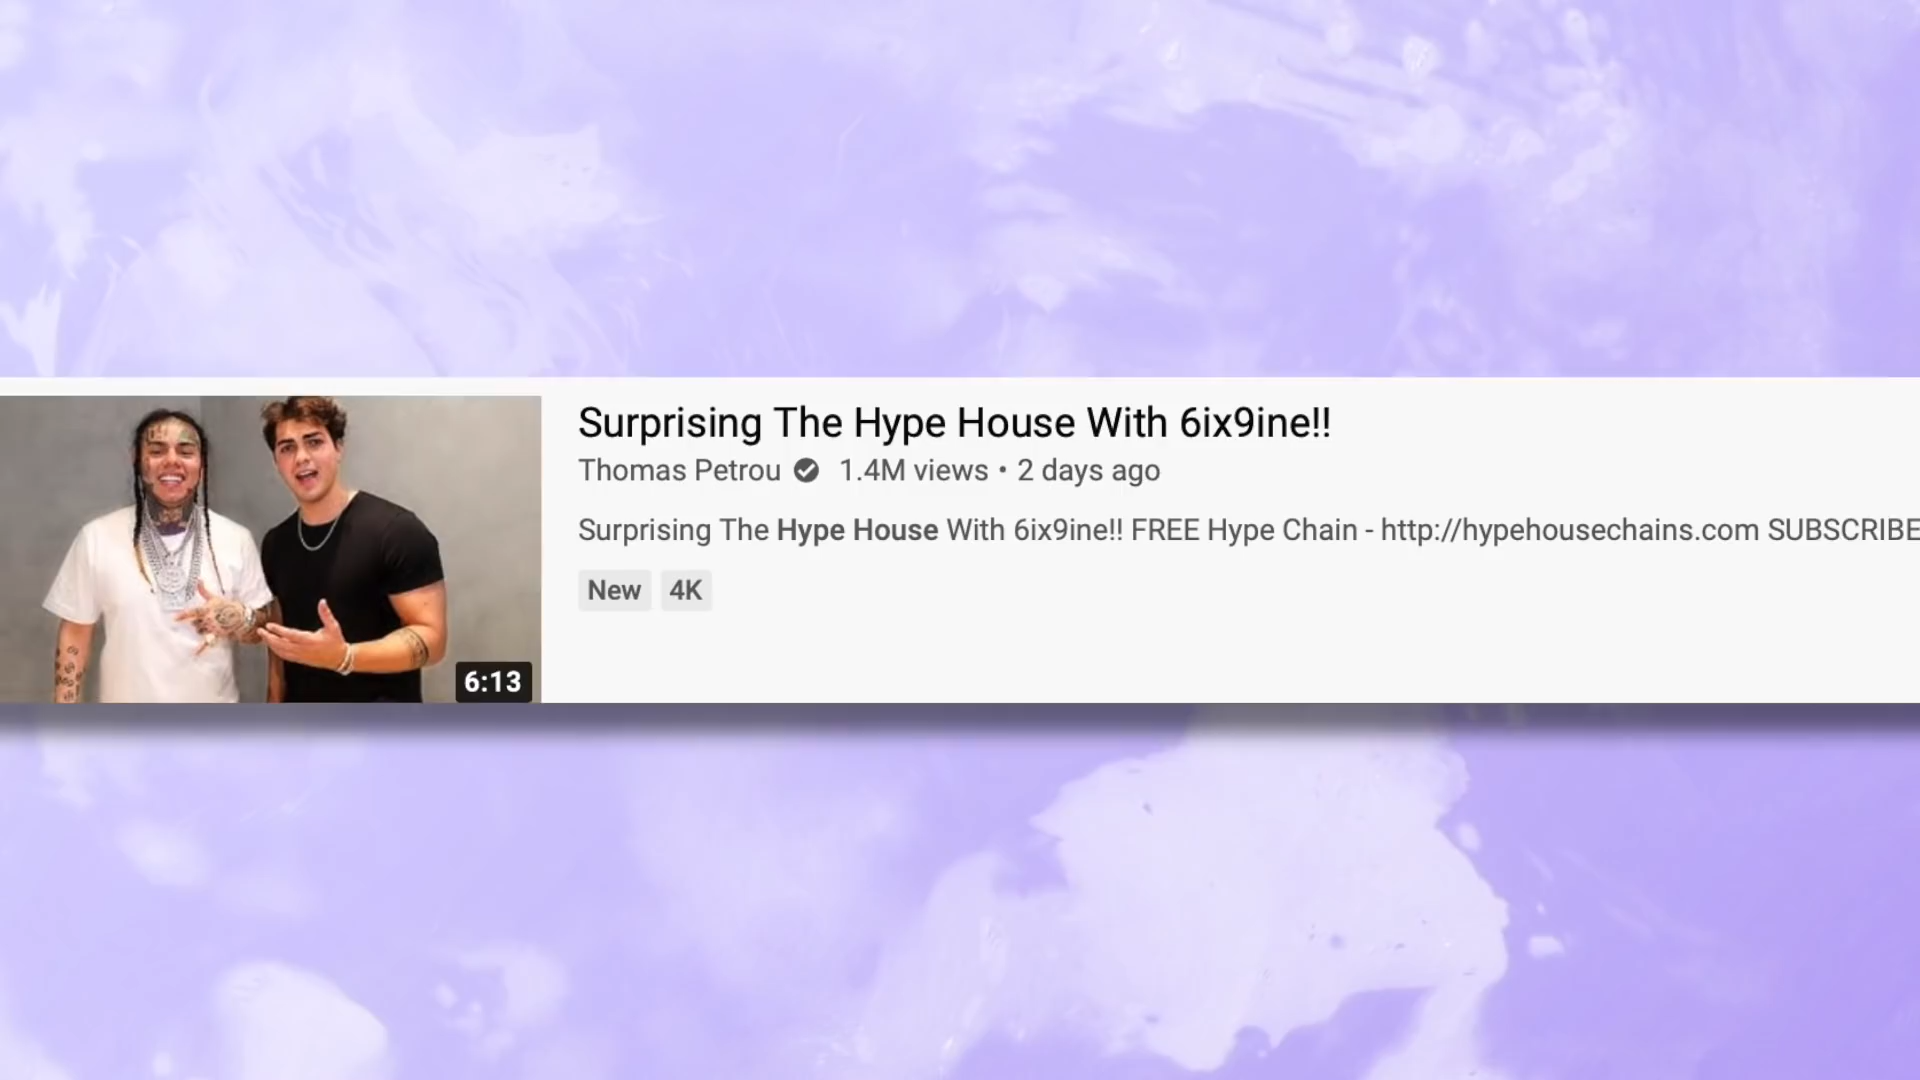 Surprising The Hype House With 6ix9ine!!
Thomas Petrou 1.4M views • 2 days ago
Surprising The Hype House With 6ix9ine!! FREE Hype Chain - http://hypehousechains.com SUBSCRIBE
New 4K
6:13